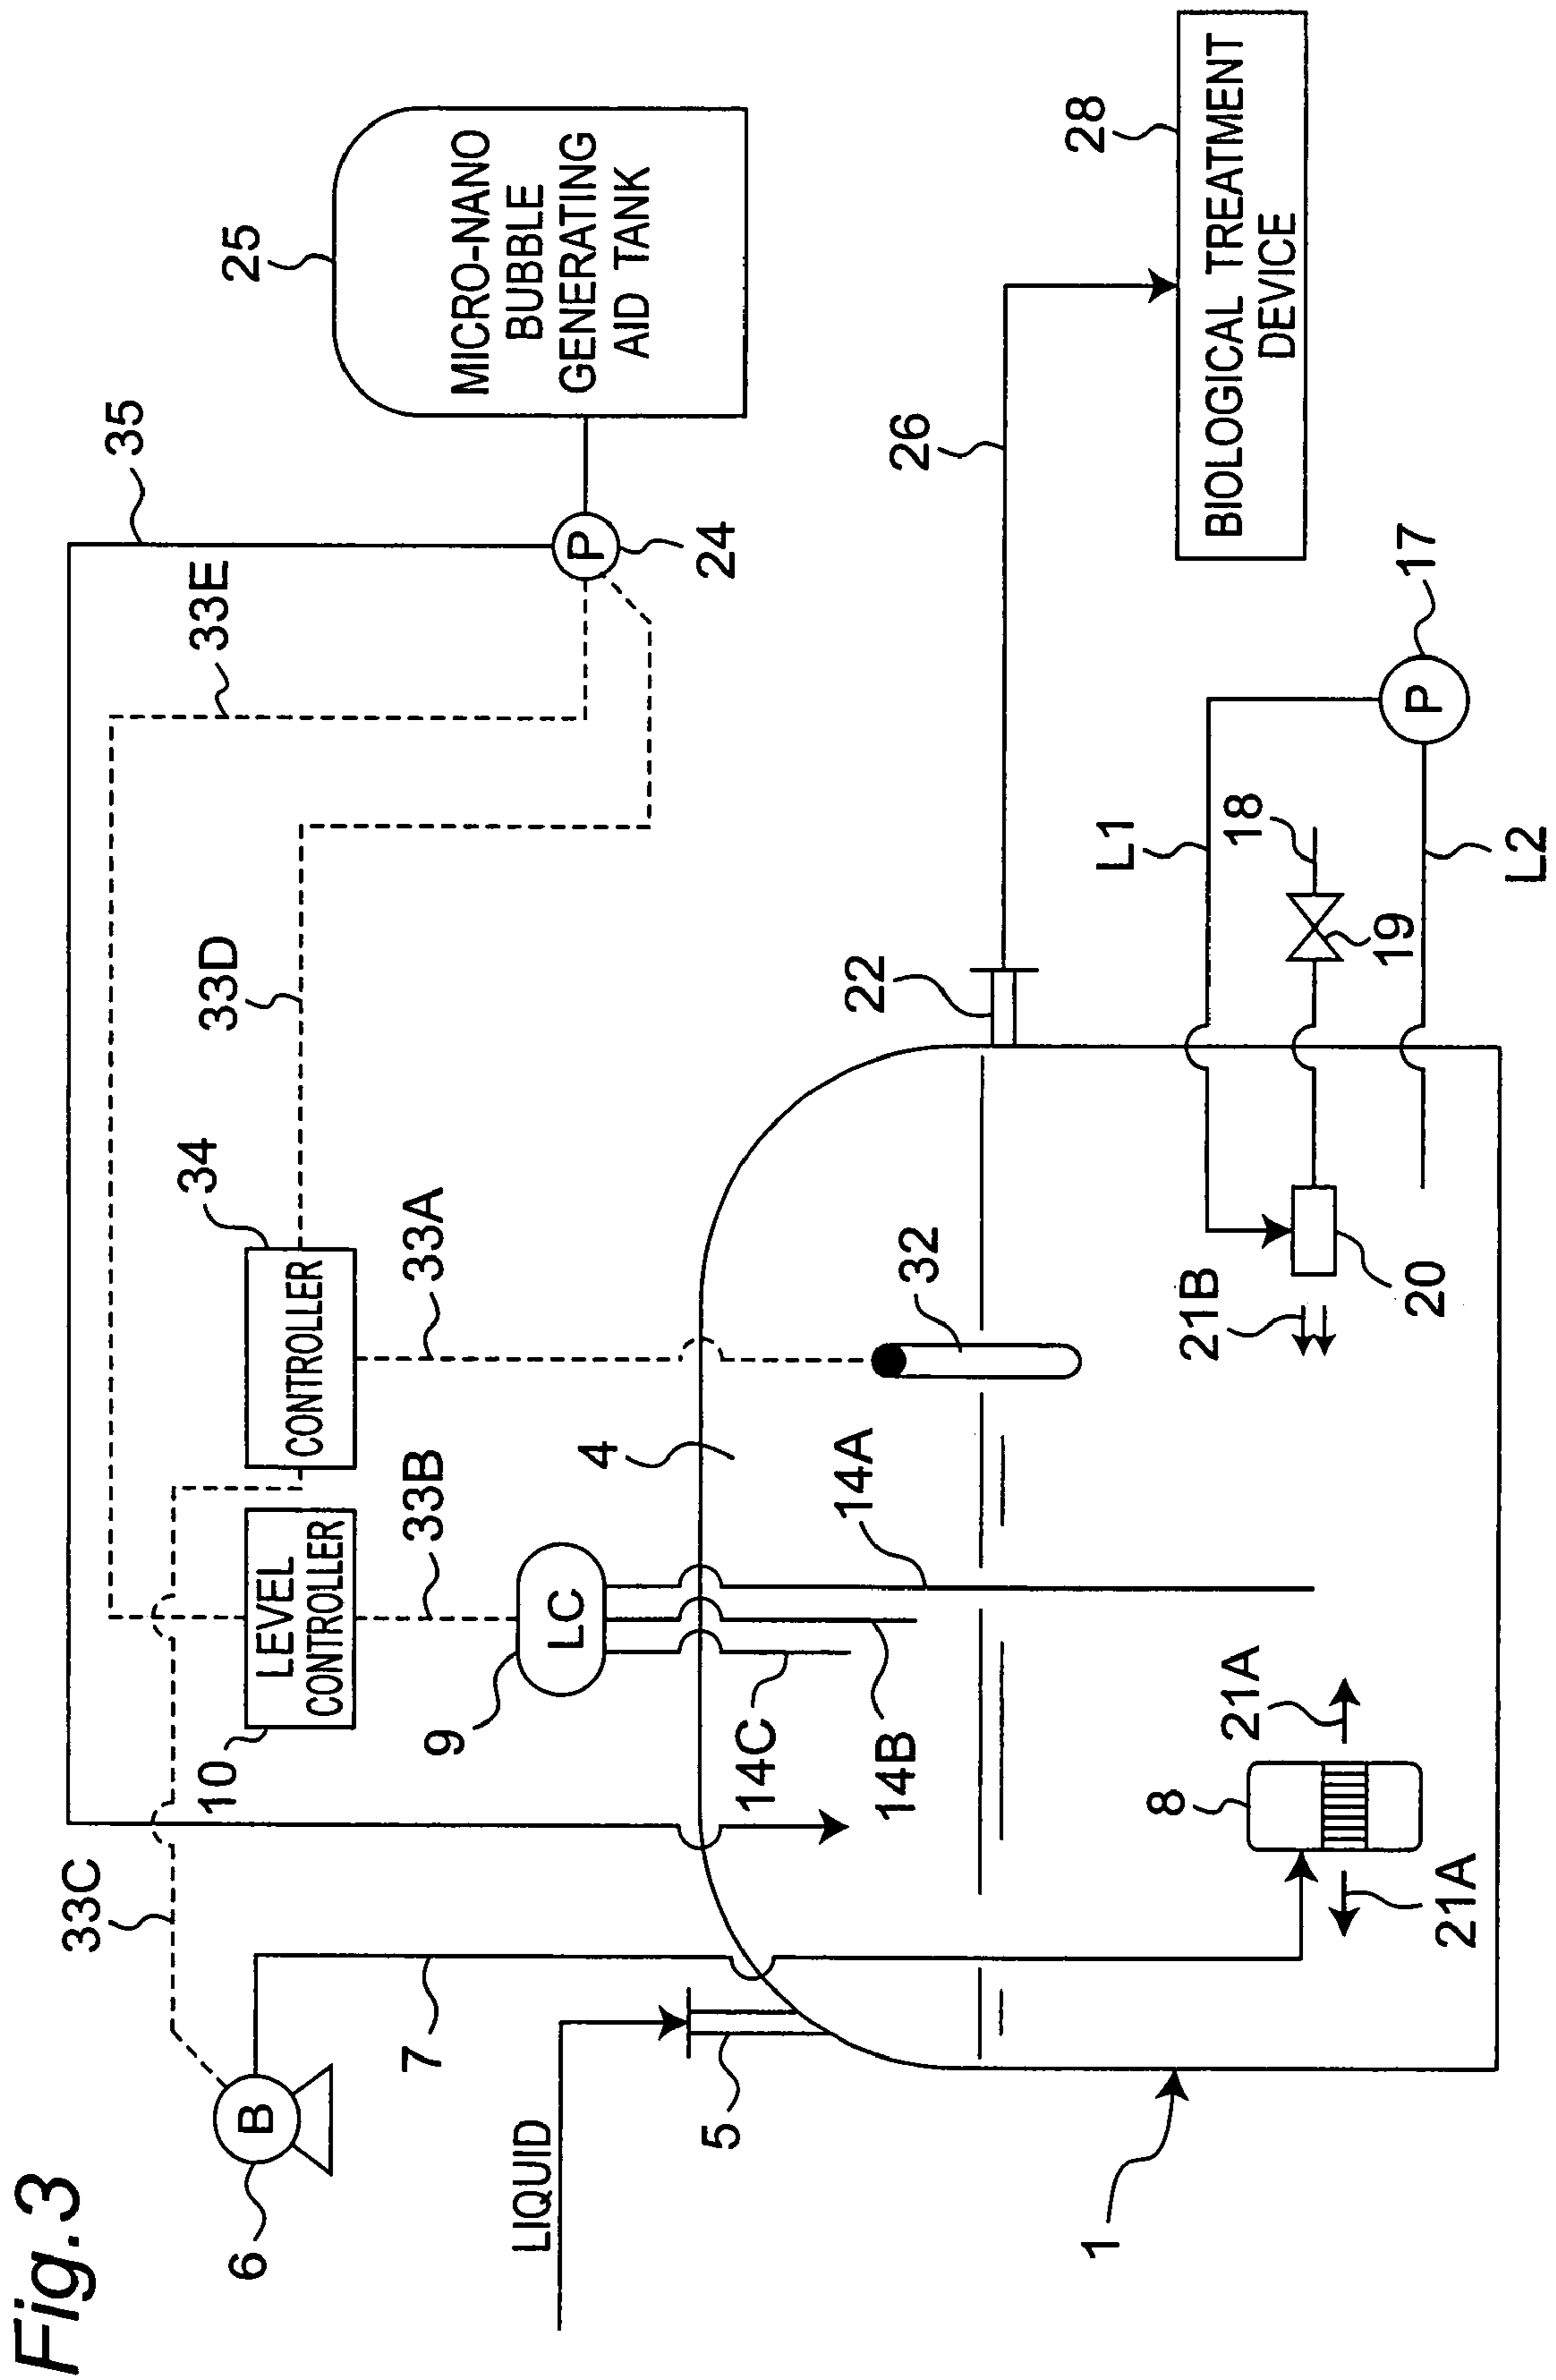 Fig.3
25
MICRO-NANO
BUBBLE
GENERATING
AID TANK
35
33E
P
24
28
BIOLOGICAL TREATMENT
DEVICE
26
17
P
L1
18
19
L2
22
33D
34
CONTROLLER
33A
32
20
21B
4
14A
33B
LEVEL
CONTROLLER
10
LC
9
14C
14B
8
21A
21A
33C
7
B
6
LIQUID
5
1